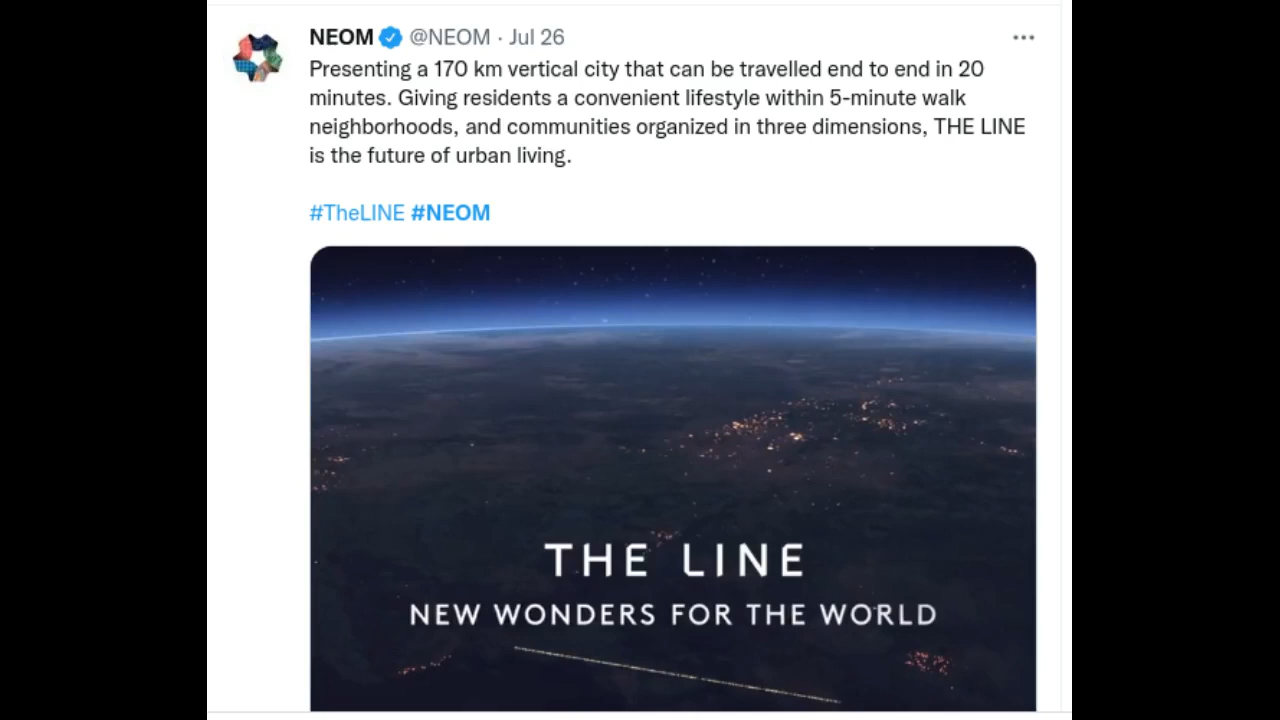 NEOM @NEOM · Jul 26
Presenting a 170 km vertical city that can be travelled end to end in 20
minutes. Giving residents a convenient lifestyle within 5-minute walk
neighborhoods, and communities organized in three dimensions, THE LINE
is the future of urban living.
#TheLINE #NEOM
THE LINE
NEW WONDERS FOR THE WORLD